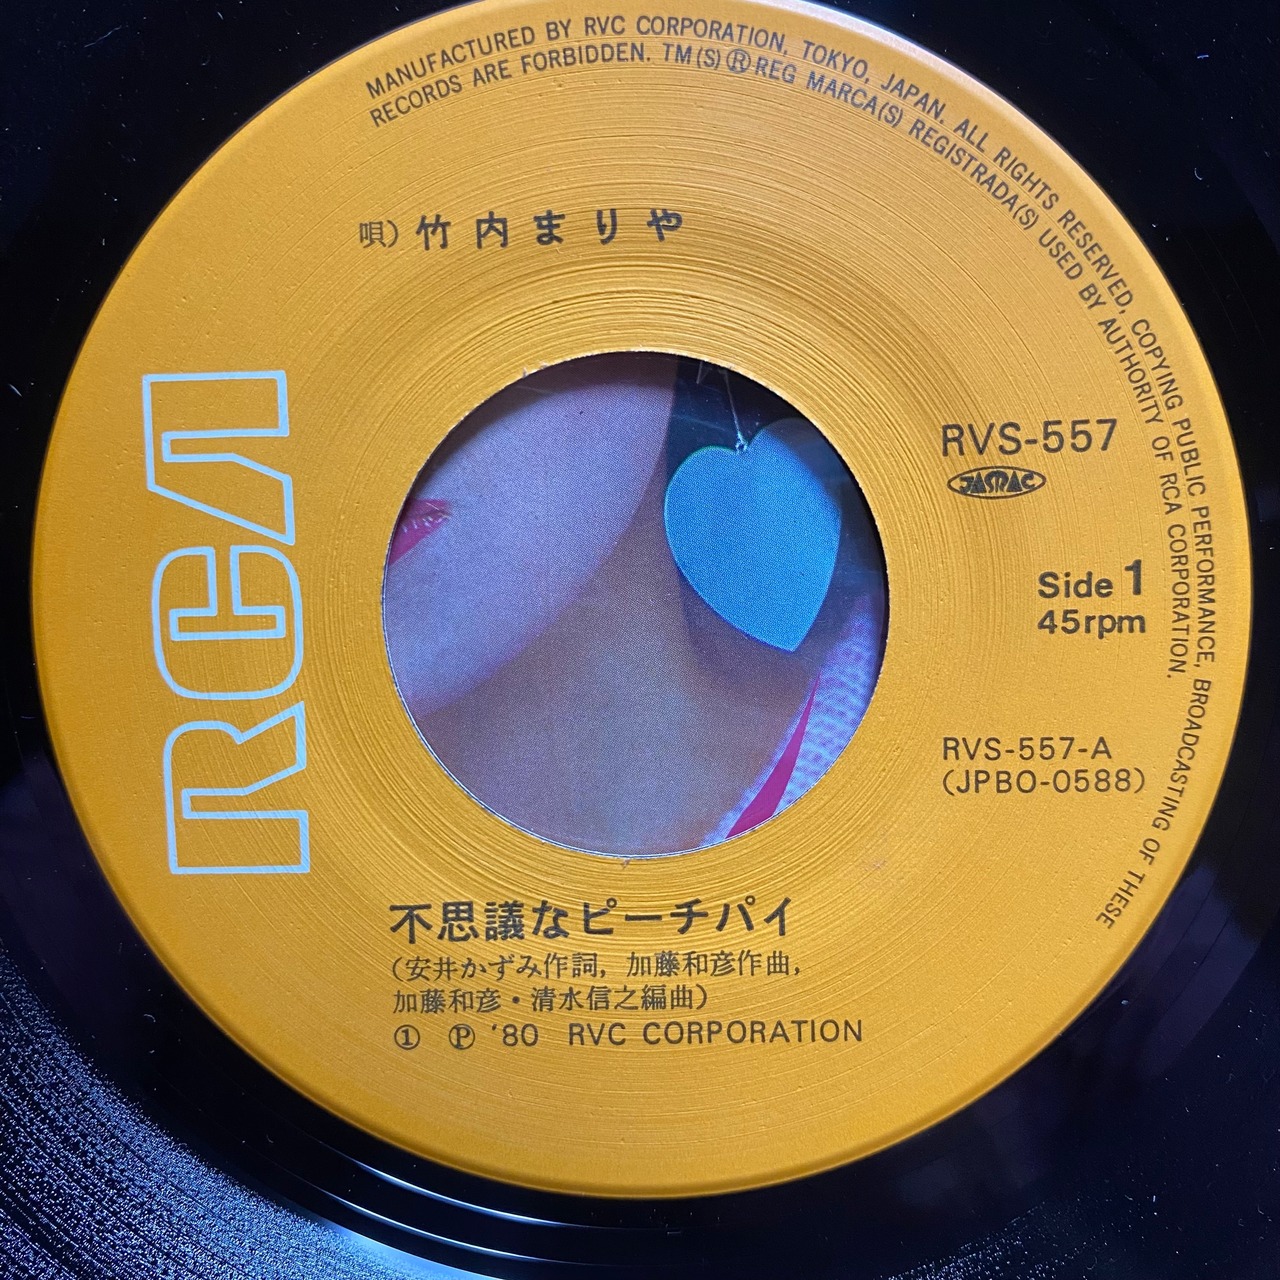 MANUFACTURED BY RVC CORPORATION, TOKYO, JAPAN. ALL RIGHTS RESERVED, COPYING PUBLIC PERFORMANCE, BROADCASTING OF THESE
RECORDS ARE FORBIDDEN. TM(S)®REG MARCA(S) REGISTRADA(S) USED BY AUTHORITY OF RCA CORPORATION.
唄）竹内まりや
RCA
RVS-557
JASRAC
Side 1
45rpm
RVS-557-A
(JPBO-0588)
不思議なピーチパイ
（安井かずみ作詞，加藤和彦作曲，
加藤和彦・清水信之編曲）
① Ⓟ '80 RVC CORPORATION